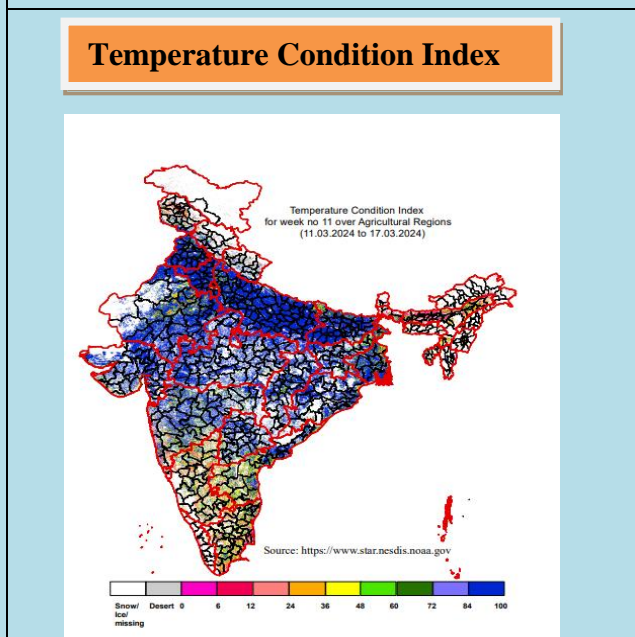 Temperature Condition Index
Temperature Condition Index
for week no 11 over Agricultural Regions
(11.03.2024 to 17.03.2024)
Source: https://www.star.nesdis.noaa.gov
Snow/ Desert 0 6 12 24 36 48 60 72 84 100
Ice/
missing